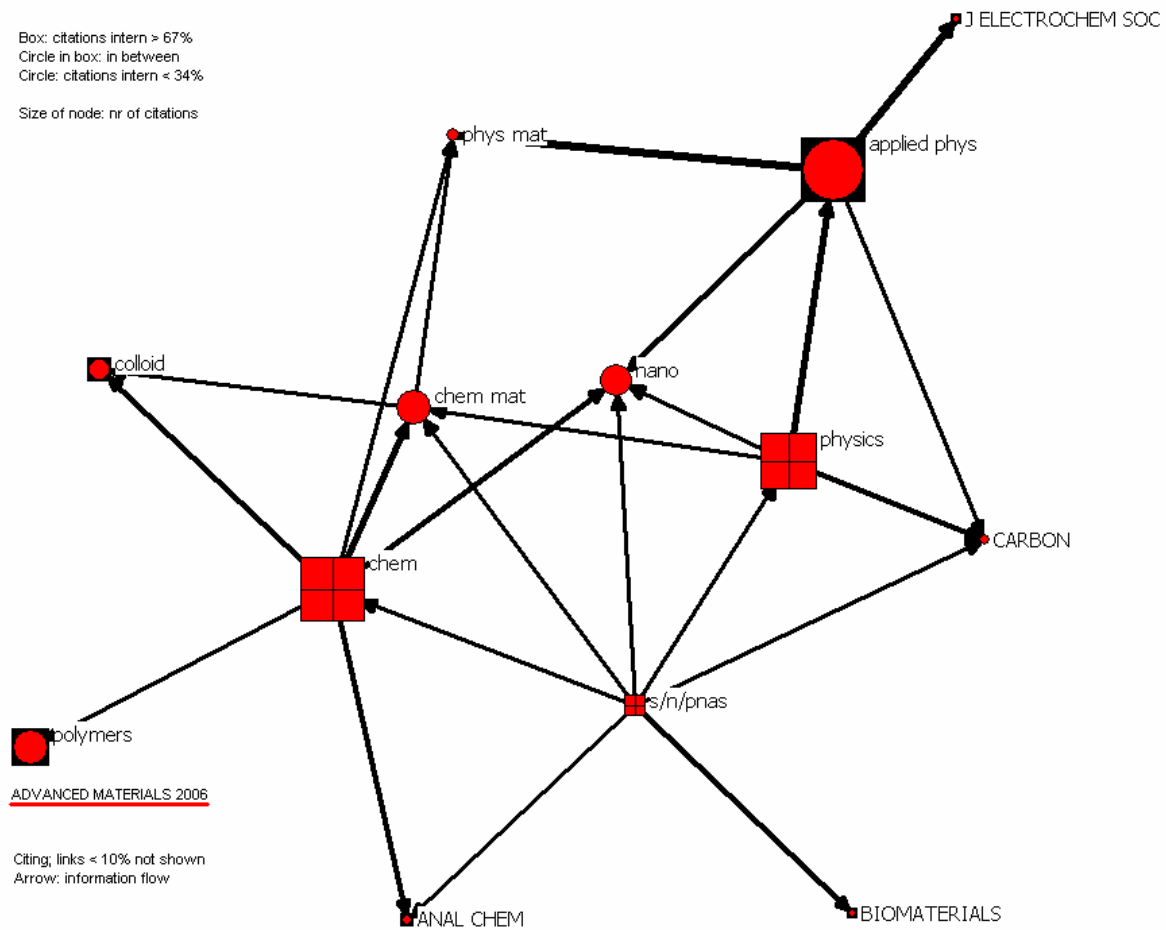 J ELECTROCHEM SOC
Box: citations intern > 67%
Circle in box: in between
Circle: citations intern < 34%
Size of node: nr of citations
phys mat
applied phys
colloid
chem mat
nano
physics
CARBON
chem
s/n/pnas
polymers
ADVANCED MATERIALS 2006
Citing; links < 10% not shown
Arrow: information flow
ANAL CHEM
BIOMATERIALS